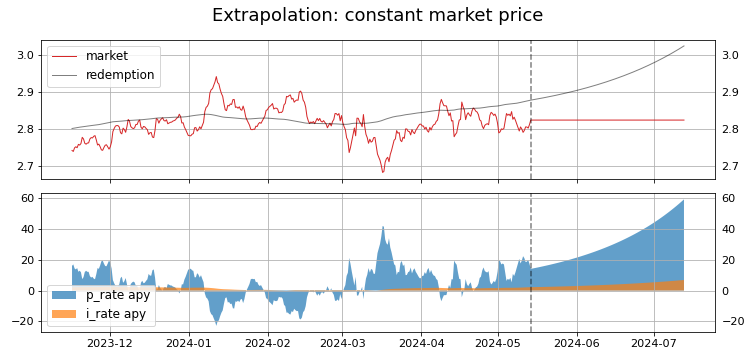 Extrapolation: constant market price
3.0 3.0
market
redemption
2.9 2.9
2.8 2.8
2.7 2.7
60 60
40 40
20 20
0 0
p_rate apy
i_rate apy
−20 −20
2023-12 2024-01 2024-02 2024-03 2024-04 2024-05 2024-06 2024-07